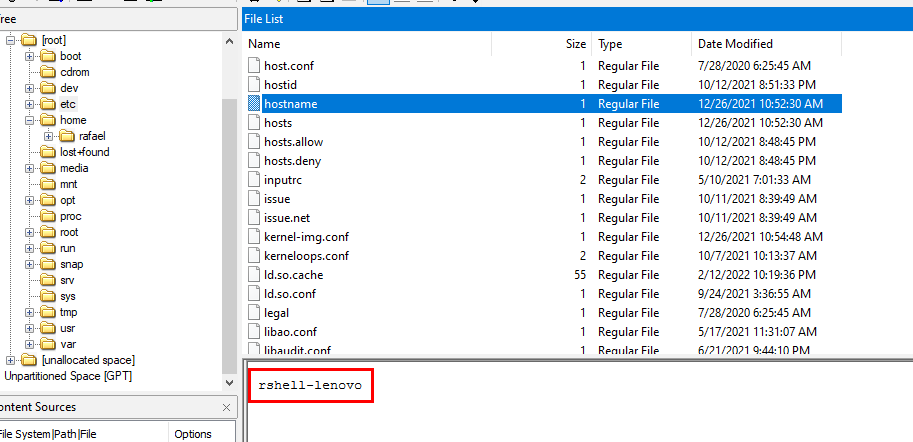 Tree
[root]
boot
cdrom
dev
etc
home
rafael
lost+found
media
mnt
opt
proc
root
run
snap
srv
sys
tmp
usr
var
[unallocated space]
Unpartitioned Space [GPT]
Content Sources
File System|Path|File Options
File List
Name Size Type Date Modified
host.conf 1 Regular File 7/28/2020 6:25:45 AM
hostid 1 Regular File 10/12/2021 8:51:33 PM
hostname 1 Regular File 12/26/2021 10:52:30 AM
hosts 1 Regular File 12/26/2021 10:52:30 AM
hosts.allow 1 Regular File 10/12/2021 8:48:45 PM
hosts.deny 1 Regular File 10/12/2021 8:48:45 PM
inputrc 2 Regular File 5/10/2021 7:01:33 AM
issue 1 Regular File 10/11/2021 8:39:49 AM
issue.net 1 Regular File 10/11/2021 8:39:49 AM
kernel-img.conf 1 Regular File 12/26/2021 10:54:48 AM
kerneloops.conf 2 Regular File 10/7/2021 10:13:37 AM
ld.so.cache 55 Regular File 2/12/2022 10:19:36 PM
ld.so.conf 1 Regular File 9/24/2021 3:36:55 AM
legal 1 Regular File 7/28/2020 6:25:45 AM
libao.conf 1 Regular File 5/17/2021 11:31:07 AM
libaudit.conf 1 Regular File 6/21/2021 9:44:10 PM
rshell-lenovo